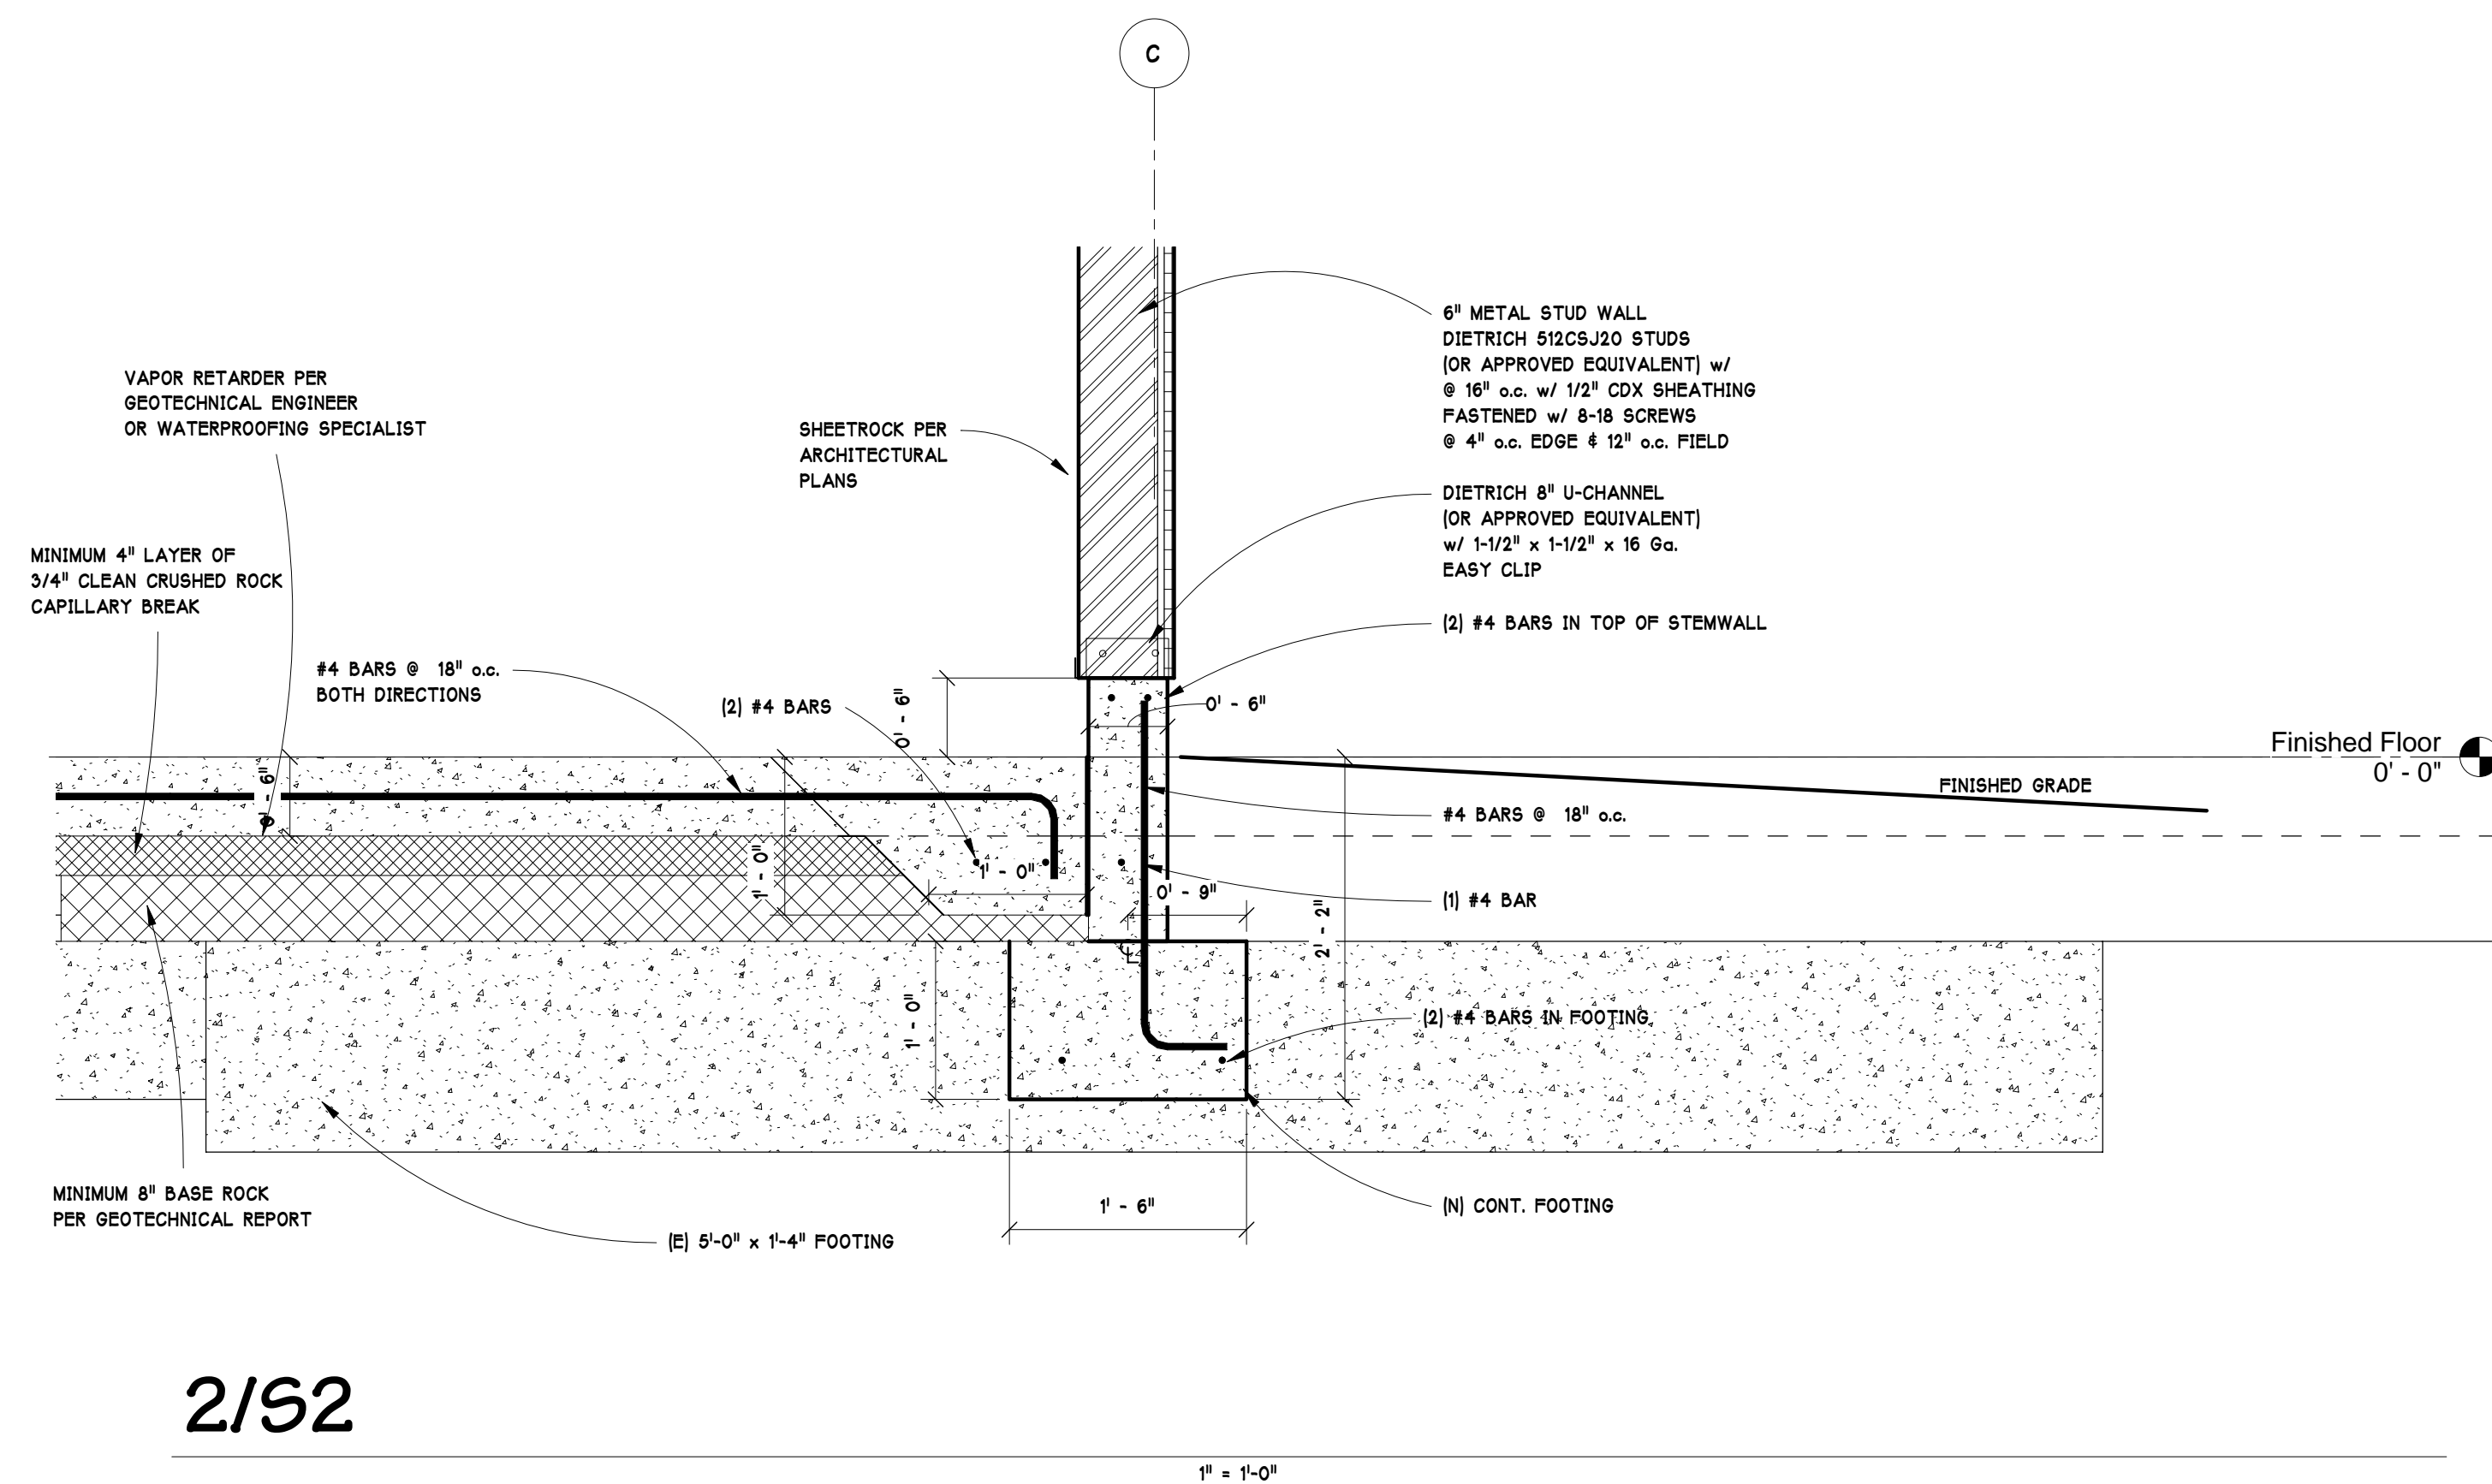 C
6" METAL STUD WALL
DIETRICH 512CSJ20 STUDS
(OR APPROVED EQUIVALENT) w/
@ 16" o.c. w/ 1/2" CDX SHEATHING
FASTENED w/ 8-18 SCREWS
@ 4" o.c. EDGE & 12" o.c. FIELD
VAPOR RETARDER PER
GEOTECHNICAL ENGINEER
OR WATERPROOFING SPECIALIST
SHEETROCK PER
ARCHITECTURAL
PLANS
DIETRICH 8" U-CHANNEL
(OR APPROVED EQUIVALENT)
w/ 1-1/2" x 1-1/2" x 16 Ga.
EASY CLIP
MINIMUM 4" LAYER OF
3/4" CLEAN CRUSHED ROCK
CAPILLARY BREAK
(2) #4 BARS IN TOP OF STEMWALL
#4 BARS @ 18" o.c.
BOTH DIRECTIONS
(2) #4 BARS
0' - 6"
0' - 6"
Finished Floor
0' - 0"
FINISHED GRADE
0' - 6"
#4 BARS @ 18" o.c.
1' - 0"
1' - 0"
0' - 9"
(1) #4 BAR
2' - 2"
1' - 0"
(2) #4 BARS IN FOOTING
MINIMUM 8" BASE ROCK
PER GEOTECHNICAL REPORT
1' - 6"
(N) CONT. FOOTING
(E) 5'-0" x 1'-4" FOOTING
2/S2
1" = 1'-0"